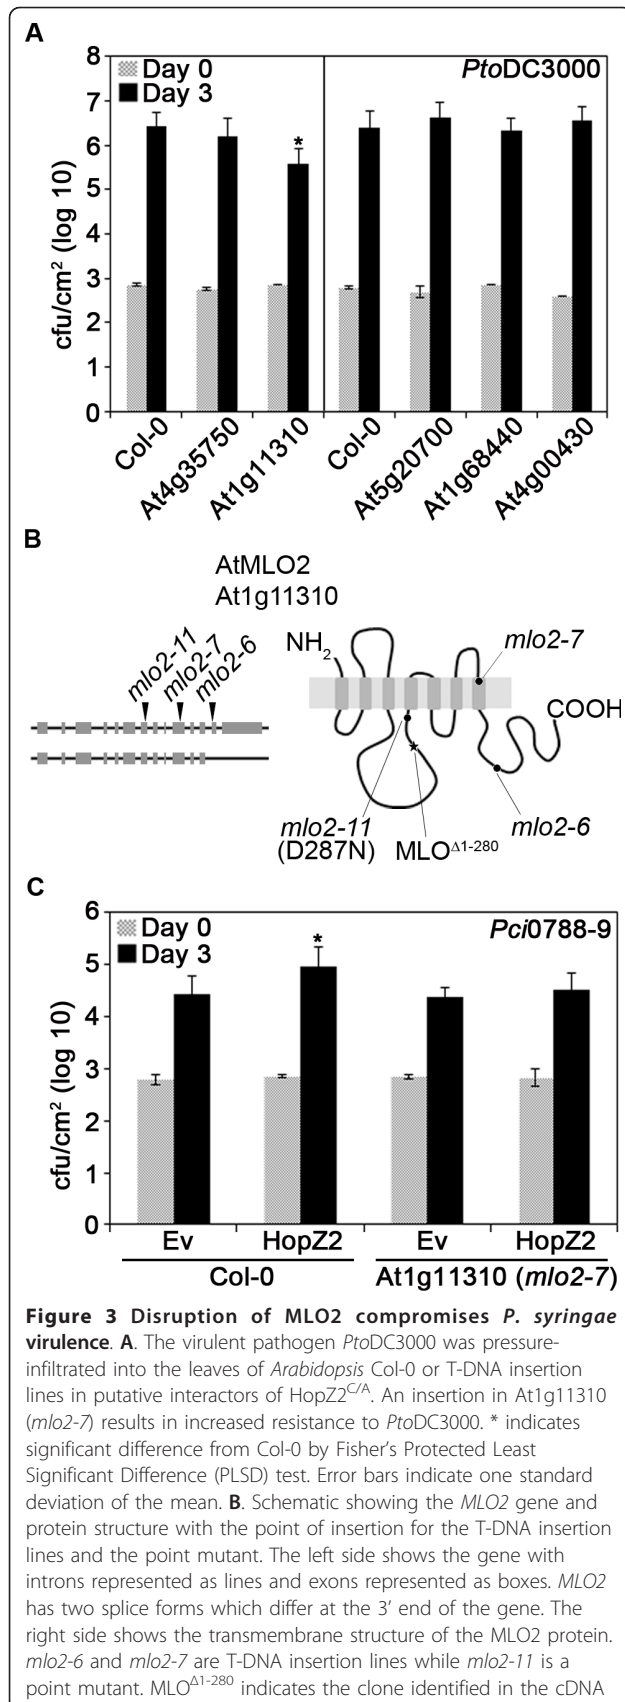 A
8
7
6
5
4
3
2
1
0
cfu/cm² (log 10)
Day 0
Day 3
PtoDC3000
*
Col-0
At4g35750
At1g11310
Col-0
At5g20700
At1g68440
At4g00430
B
AtMLO2
At1g11310
mlo2-11
mlo2-7
mlo2-6
NH₂
mlo2-7
COOH
mlo2-11
(D287N)
MLO^Δ1-280
mlo2-6
C
6
5
4
3
2
1
0
cfu/cm² (log 10)
Day 0
Day 3
Pci0788-9
*
Ev
HopZ2
Ev
HopZ2
Col-0
At1g11310 (mlo2-7)
Figure 3 Disruption of MLO2 compromises P. syringae
virulence. A. The virulent pathogen PtoDC3000 was pressure-
infiltrated into the leaves of Arabidopsis Col-0 or T-DNA insertion
lines in putative interactors of HopZ2^C/A. An insertion in At1g11310
(mlo2-7) results in increased resistance to PtoDC3000. * indicates
significant difference from Col-0 by Fisher's Protected Least
Significant Difference (PLSD) test. Error bars indicate one standard
deviation of the mean. B. Schematic showing the MLO2 gene and
protein structure with the point of insertion for the T-DNA insertion
lines and the point mutant. The left side shows the gene with
introns represented as lines and exons represented as boxes. MLO2
has two splice forms which differ at the 3' end of the gene. The
right side shows the transmembrane structure of the MLO2 protein.
mlo2-6 and mlo2-7 are T-DNA insertion lines while mlo2-11 is a
point mutant. MLO^Δ1-280 indicates the clone identified in the cDNA